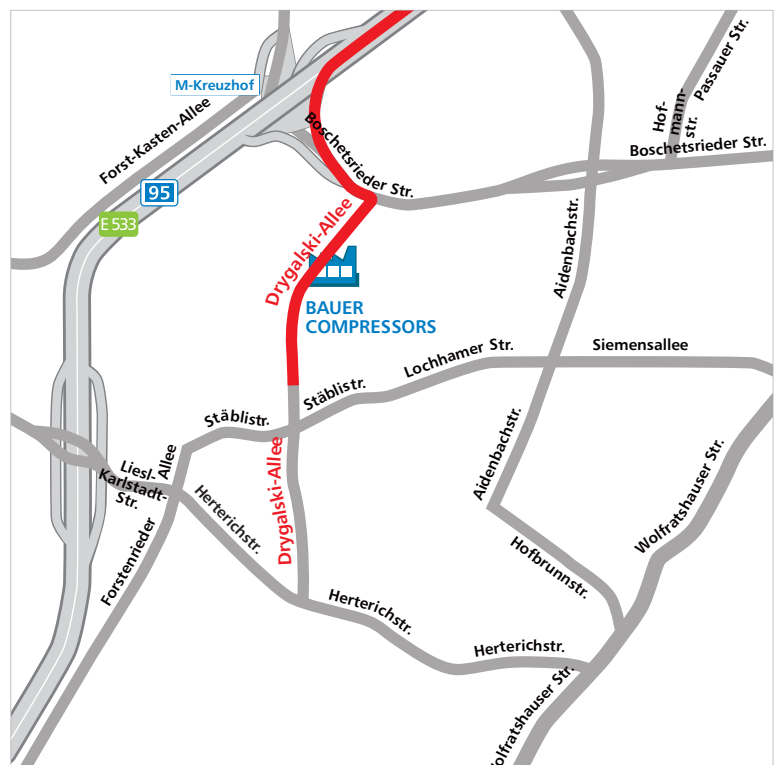 M-Kreuzhof
Forst-Kasten-Allee
95
E 533
Boschetsrieder Str.
Passauer Str.
Hof-
mann-
str.
Boschetsrieder Str.
Drygalski-Allee
BAUER
COMPRESSORS
Aidenbachstr.
Siemensallee
Lochhamer Str.
Stäblistr.
Stäblistr.
Drygalski-Allee
Allee
Forstenrieder
Liesl-
Karlstadt-
Str.
Herterichstr.
Aidenbachstr.
Wolfratshauser Str.
Hofbrunnstr.
Herterichstr.
Herterichstr.
olfratshauser Str.